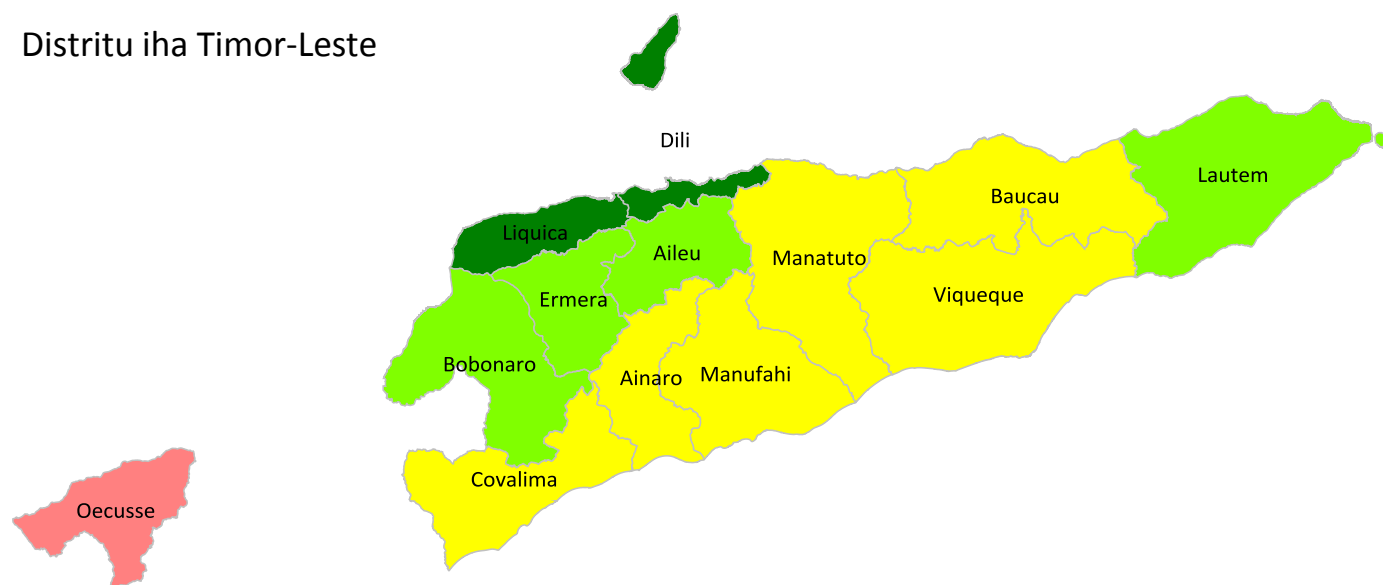 Distritu iha Timor-Leste
Dili
Lautem
Baucau
Liquica
Aileu
Manatuto
Viqueque
Ermera
Bobonaro
Ainaro
Manufahi
Covalima
Oecusse